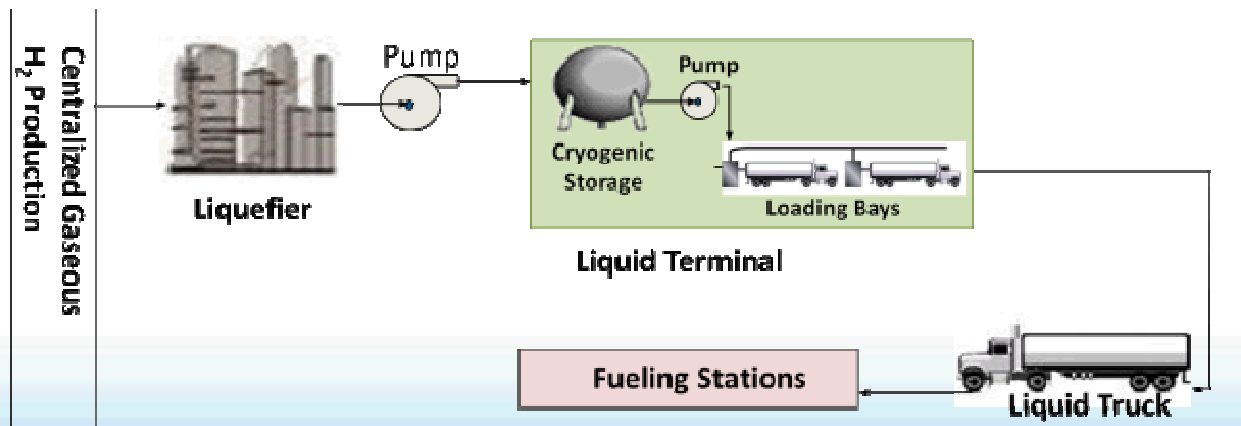 Centralized Gaseous
H₂ Production
Liquefier
Pump
Pump
Cryogenic
Storage
Loading Bays
Liquid Terminal
Fueling Stations
Liquid Truck